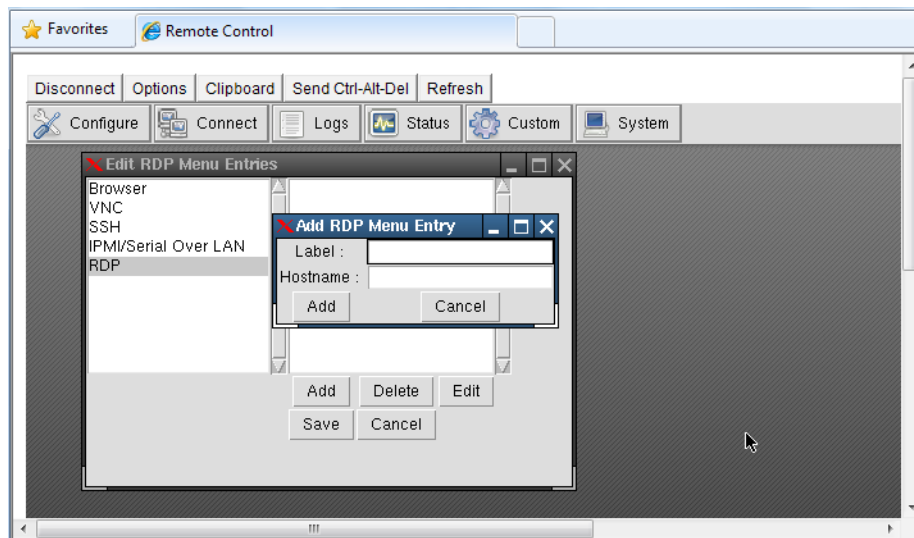 Favorites Remote Control
Disconnect Options Clipboard Send Ctrl-Alt-Del Refresh
Configure Connect Logs Status Custom System
Edit RDP Menu Entries
Browser
VNC
SSH
IPMI/Serial Over LAN
RDP
Add RDP Menu Entry
Label :
Hostname :
Add Cancel
Add Delete Edit
Save Cancel